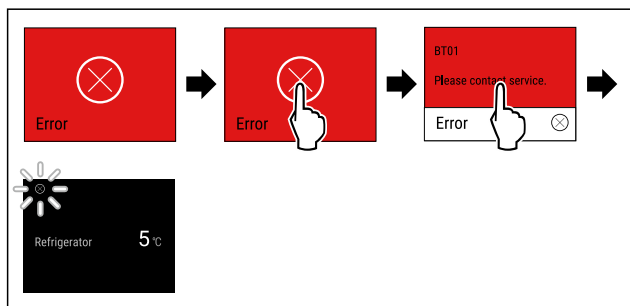 Error
Error
BT01
Please contact service.
Error
Refrigerator 5 °C